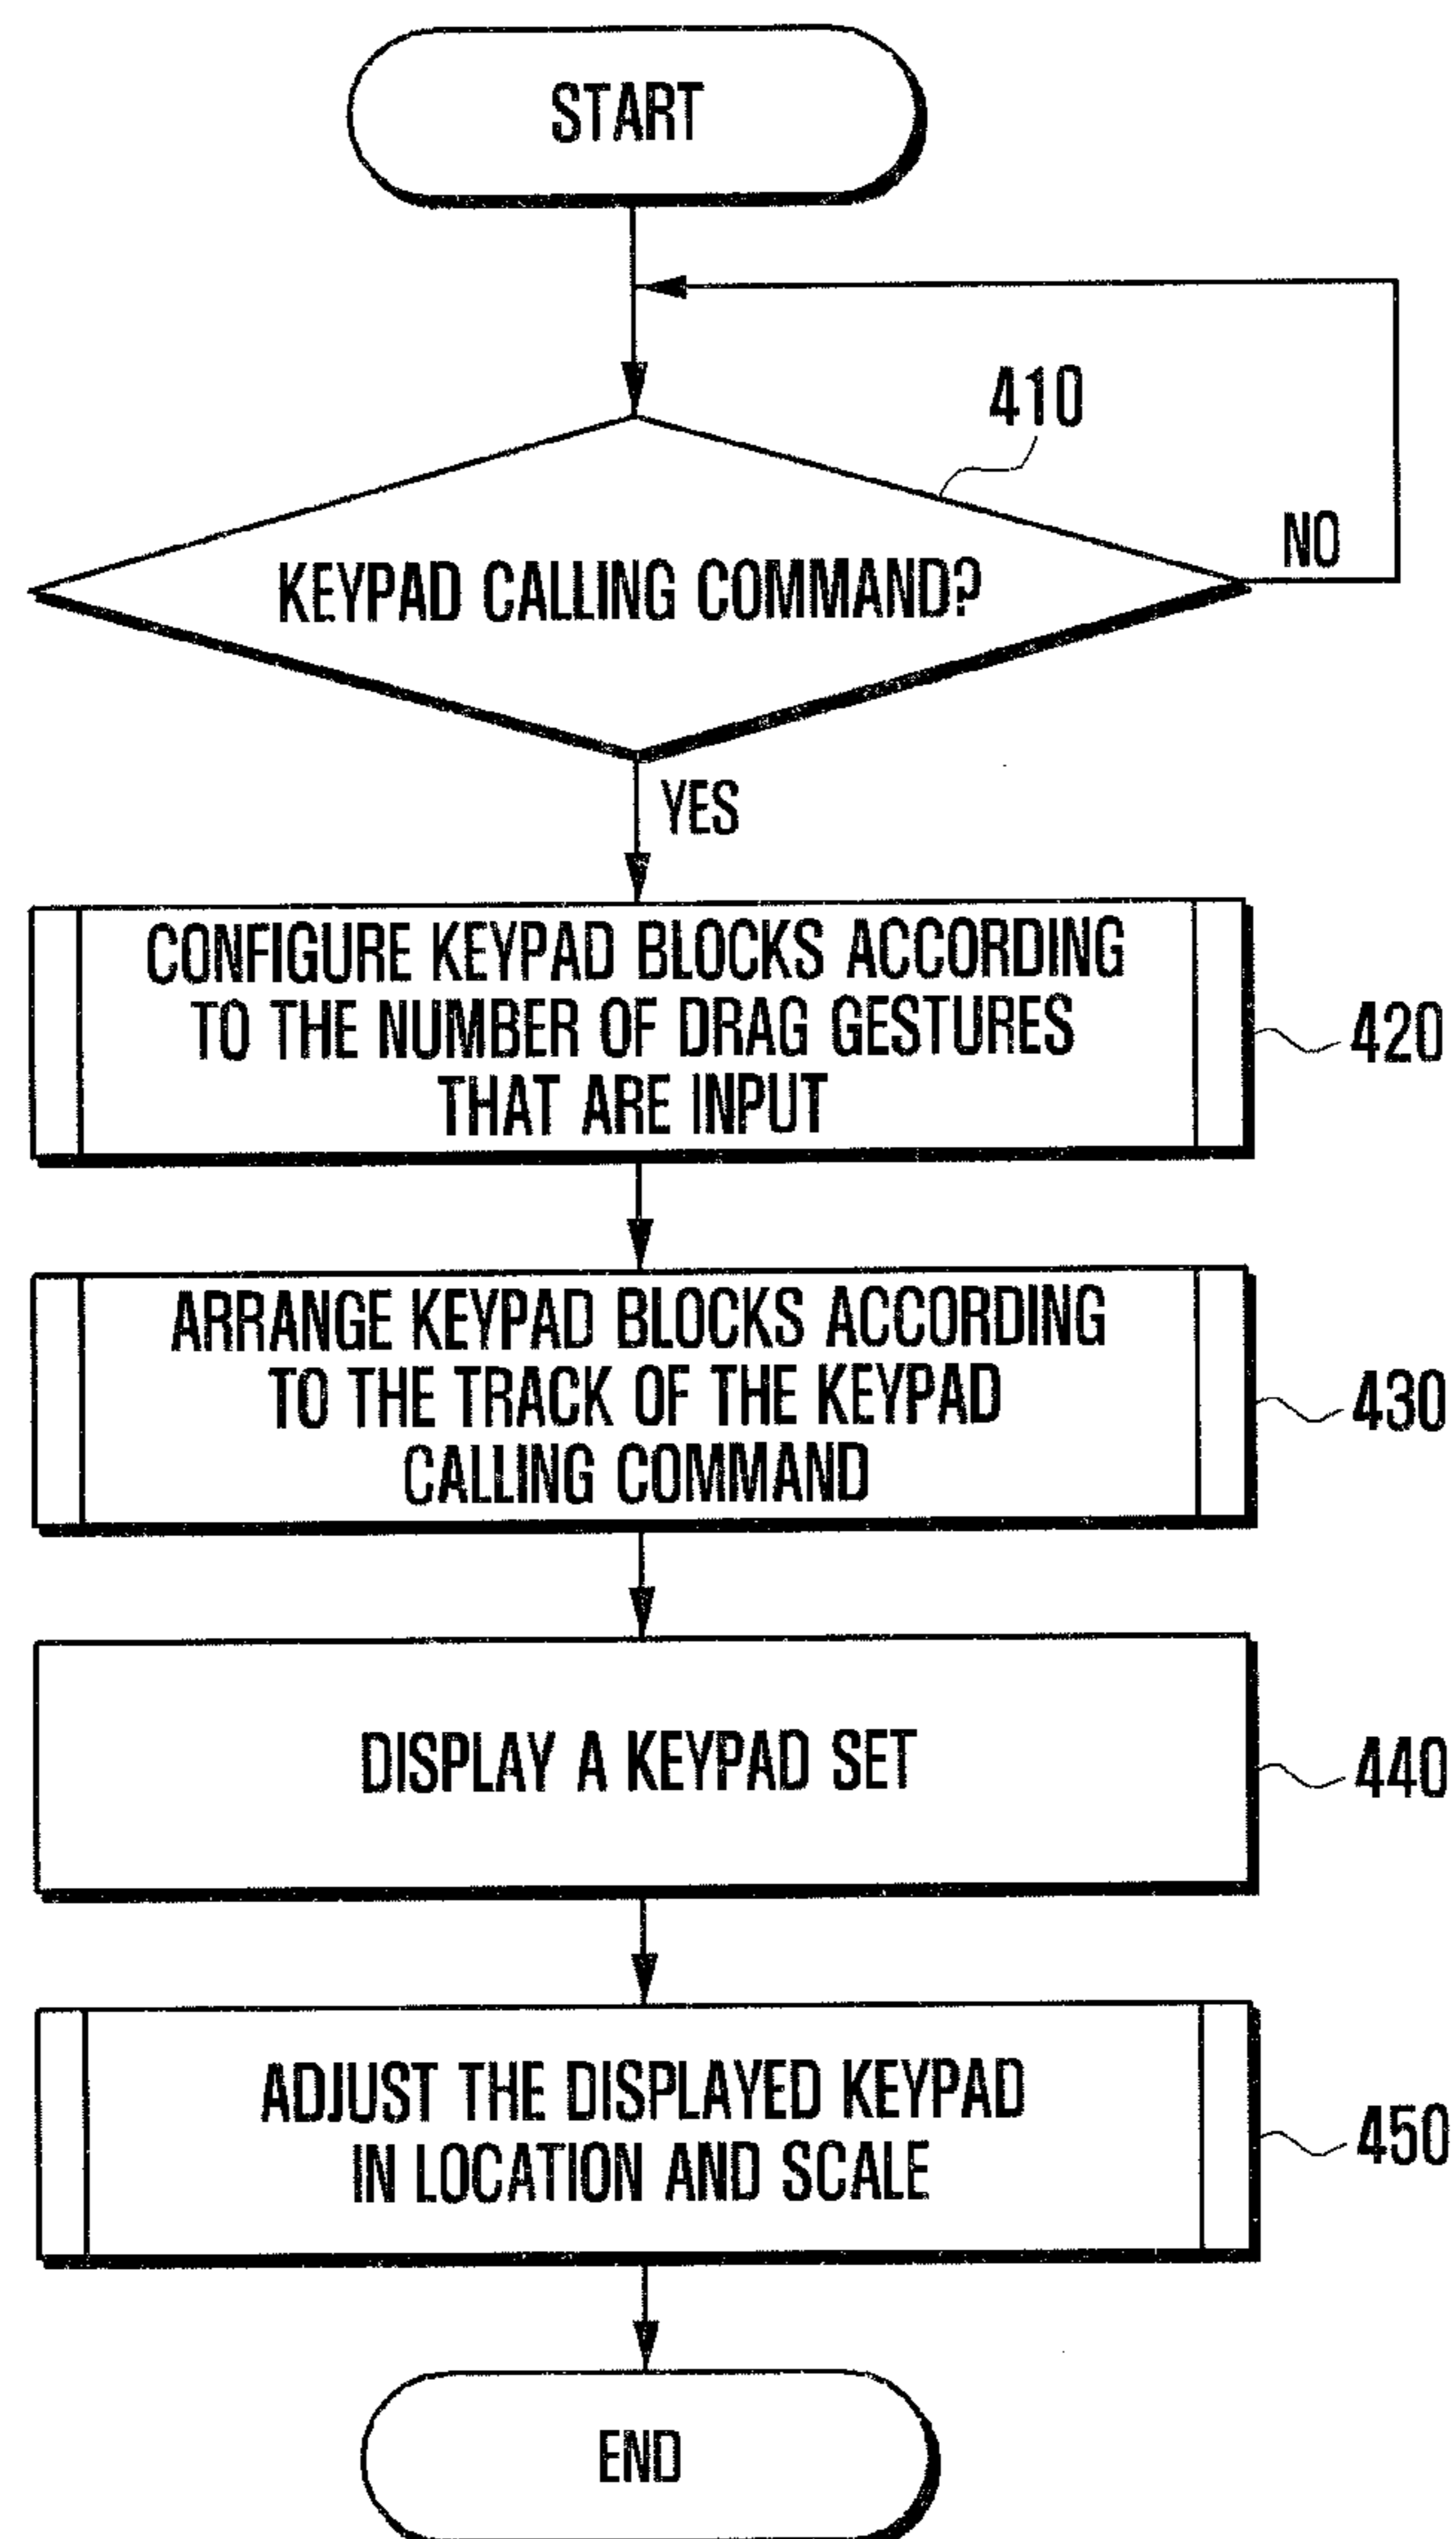 START
410
NO
KEYPAD CALLING COMMAND?
YES
CONFIGURE KEYPAD BLOCKS ACCORDING
TO THE NUMBER OF DRAG GESTURES
THAT ARE INPUT
420
ARRANGE KEYPAD BLOCKS ACCORDING
TO THE TRACK OF THE KEYPAD
CALLING COMMAND
430
DISPLAY A KEYPAD SET
440
ADJUST THE DISPLAYED KEYPAD
IN LOCATION AND SCALE
450
END